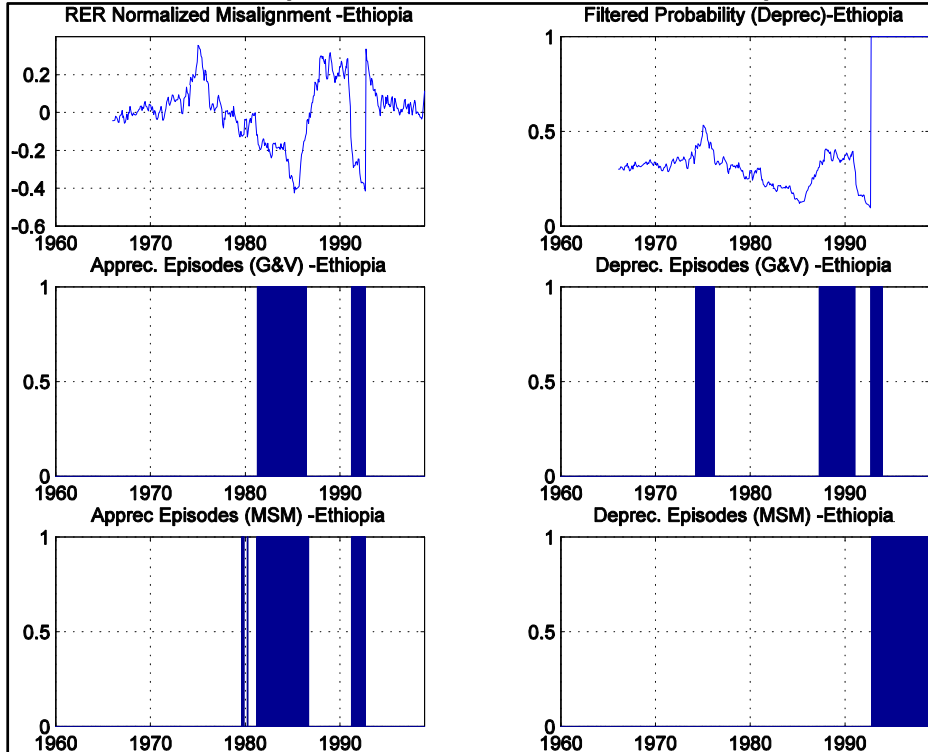 RER Normalized Misalignment -Ethiopia
0.2
0
-0.2
-0.4
-0.6
1960 1970 1980 1990
Filtered Probability (Deprec)-Ethiopia
1
0.5
0
1960 1970 1980 1990
Apprec. Episodes (G&V) -Ethiopia
1
0.5
0
1960 1970 1980 1990
Deprec. Episodes (G&V) -Ethiopia
1
0.5
0
1960 1970 1980 1990
Apprec Episodes (MSM) -Ethiopia
1
0.5
0
1960 1970 1980 1990
Deprec. Episodes (MSM) -Ethiopia
1
0.5
0
1960 1970 1980 1990